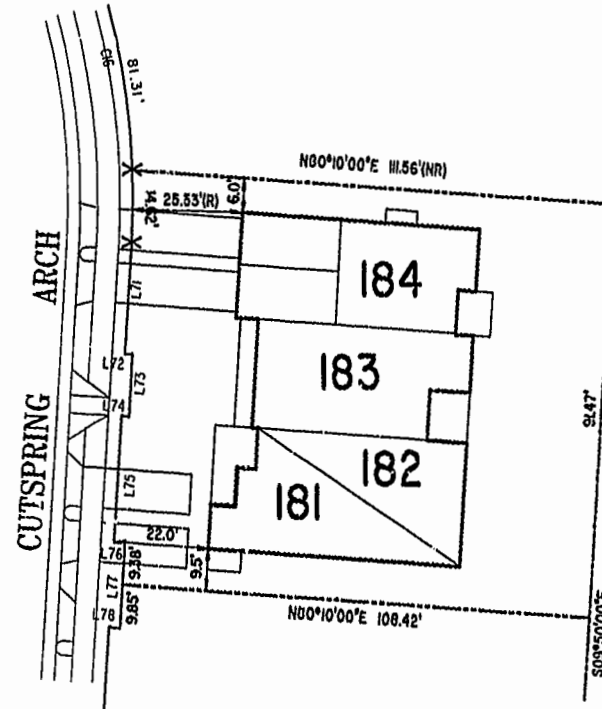 C16
81.31'
N80°10'00"E 111.56'(NR)
25.53'(R)
6.0'
14.62'
ARCH
L71
184
L72
L73
183
L74
91.47'
182
CUTSPRING
L75
181
22.0'
L76
9.38'
9.5'
L77
9.85'
L78
N80°10'00"E 108.42'
S09°50'00"E